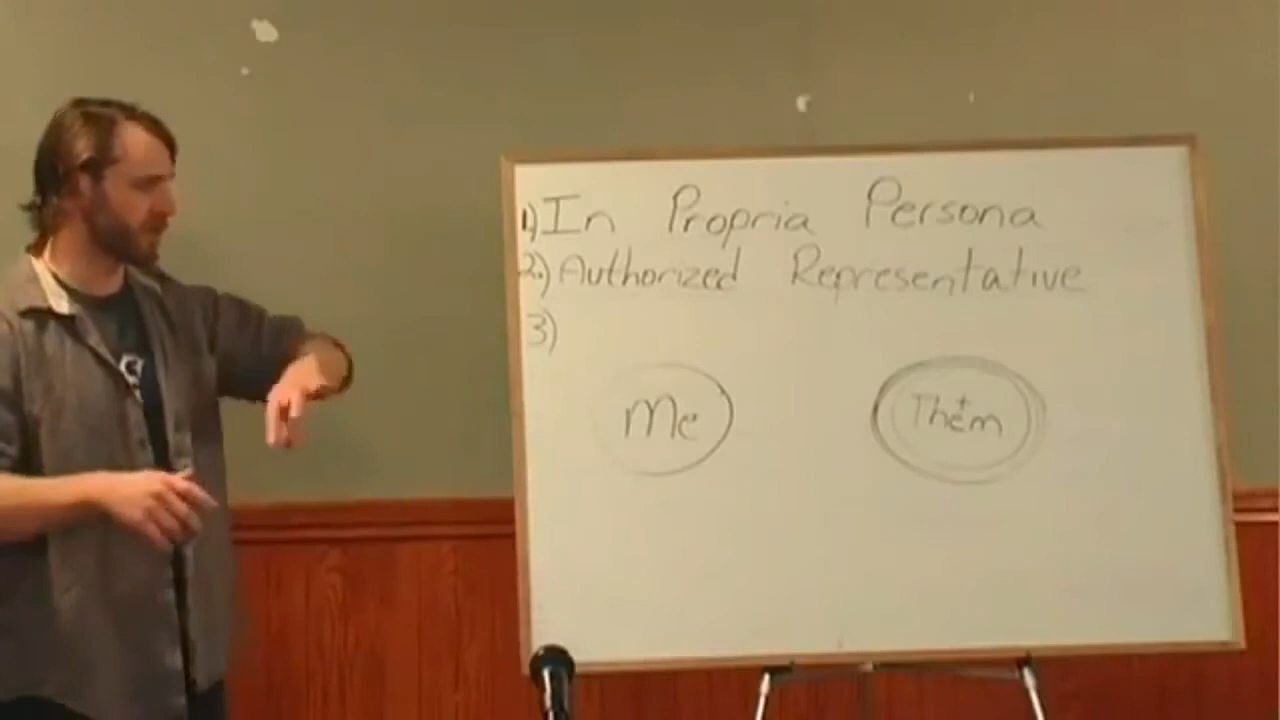 1) In Propria Persona
2.) Authorized Representative
3)
Me
Them